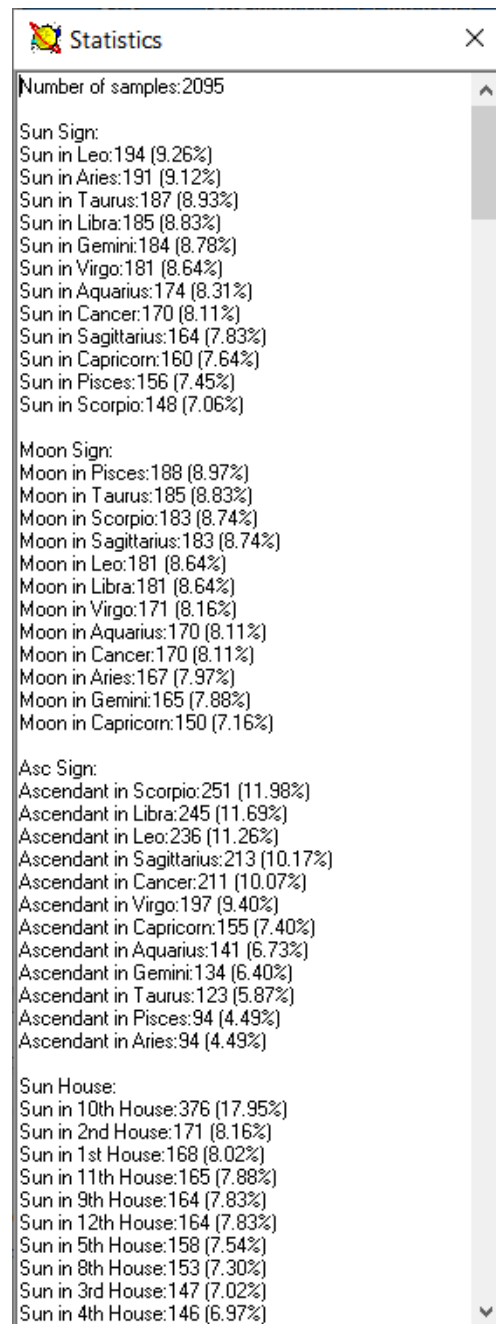 Statistics
Number of samples:2095
Sun Sign:
Sun in Leo:194 (9.26%)
Sun in Aries:191 (9.12%)
Sun in Taurus:187 (8.93%)
Sun in Libra:185 (8.83%)
Sun in Gemini:184 (8.78%)
Sun in Virgo:181 (8.64%)
Sun in Aquarius:174 (8.31%)
Sun in Cancer:170 (8.11%)
Sun in Sagittarius:164 (7.83%)
Sun in Capricorn:160 (7.64%)
Sun in Pisces:156 (7.45%)
Sun in Scorpio:148 (7.06%)
Moon Sign:
Moon in Pisces:188 (8.97%)
Moon in Taurus:185 (8.83%)
Moon in Scorpio:183 (8.74%)
Moon in Sagittarius:183 (8.74%)
Moon in Leo:181 (8.64%)
Moon in Libra:181 (8.64%)
Moon in Virgo:171 (8.16%)
Moon in Aquarius:170 (8.11%)
Moon in Cancer:170 (8.11%)
Moon in Aries:167 (7.97%)
Moon in Gemini:165 (7.88%)
Moon in Capricorn:150 (7.16%)
Asc Sign:
Ascendant in Scorpio:251 (11.98%)
Ascendant in Libra:245 (11.69%)
Ascendant in Leo:236 (11.26%)
Ascendant in Sagittarius:213 (10.17%)
Ascendant in Cancer:211 (10.07%)
Ascendant in Virgo:197 (9.40%)
Ascendant in Capricorn:155 (7.40%)
Ascendant in Aquarius:141 (6.73%)
Ascendant in Gemini:134 (6.40%)
Ascendant in Taurus:123 (5.87%)
Ascendant in Pisces:94 (4.49%)
Ascendant in Aries:94 (4.49%)
Sun House:
Sun in 10th House:376 (17.95%)
Sun in 2nd House:171 (8.16%)
Sun in 1st House:168 (8.02%)
Sun in 11th House:165 (7.88%)
Sun in 9th House:164 (7.83%)
Sun in 12th House:164 (7.83%)
Sun in 5th House:158 (7.54%)
Sun in 8th House:153 (7.30%)
Sun in 3rd House:147 (7.02%)
Sun in 4th House:146 (6.97%)